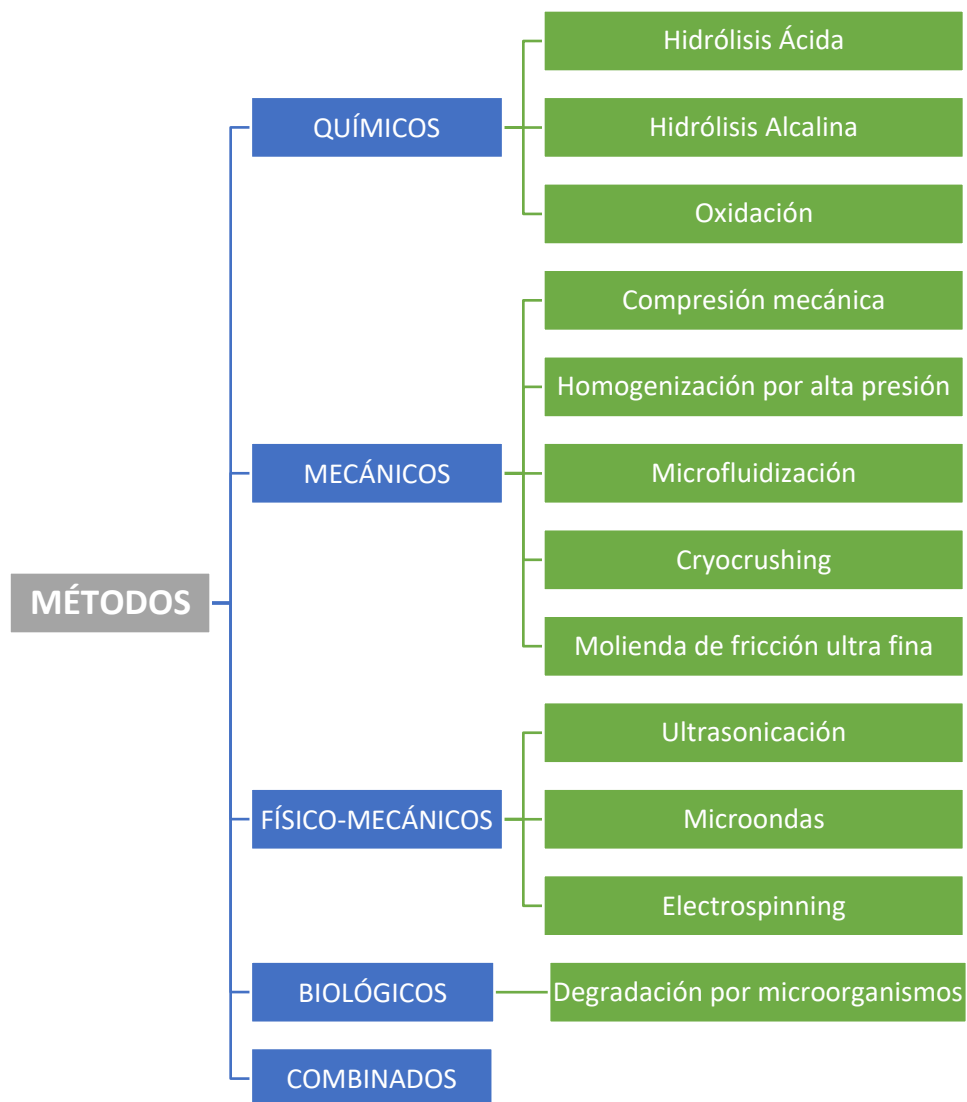 MÉTODOS
QUÍMICOS
Hidrólisis Ácida
Hidrólisis Alcalina
Oxidación
MECÁNICOS
Compresión mecánica
Homogenización por alta presión
Microfluidización
Cryocrushing
Molienda de fricción ultra fina
FÍSICO-MECÁNICOS
Ultrasonicación
Microondas
Electrospinning
BIOLÓGICOS
Degradación por microorganismos
COMBINADOS